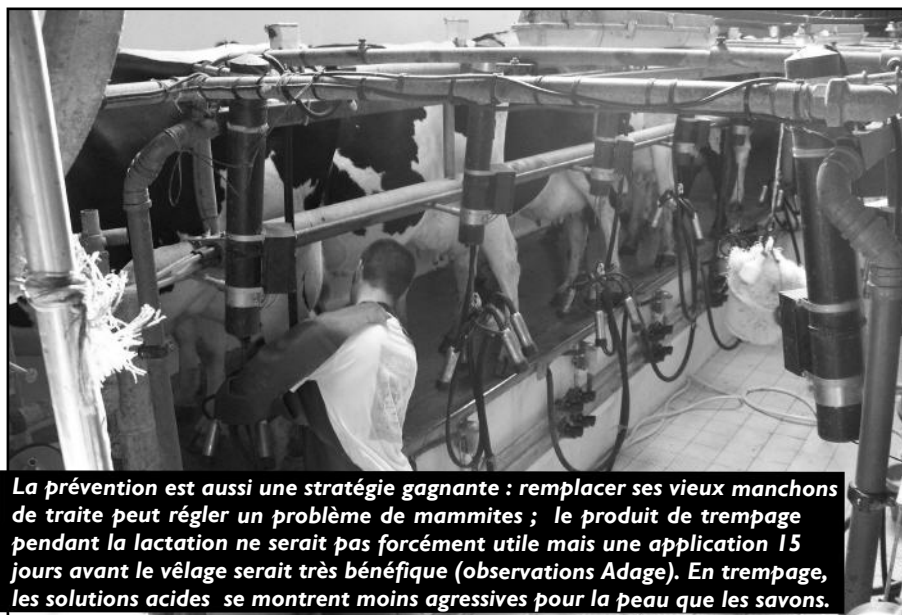 La prévention est aussi une stratégie gagnante : remplacer ses vieux manchons
de traite peut régler un problème de mammites ; le produit de trempage
pendant la lactation ne serait pas forcément utile mais une application 15
jours avant le vêlage serait très bénéfique (observations Adage). En trempage,
les solutions acides se montrent moins agressives pour la peau que les savons.